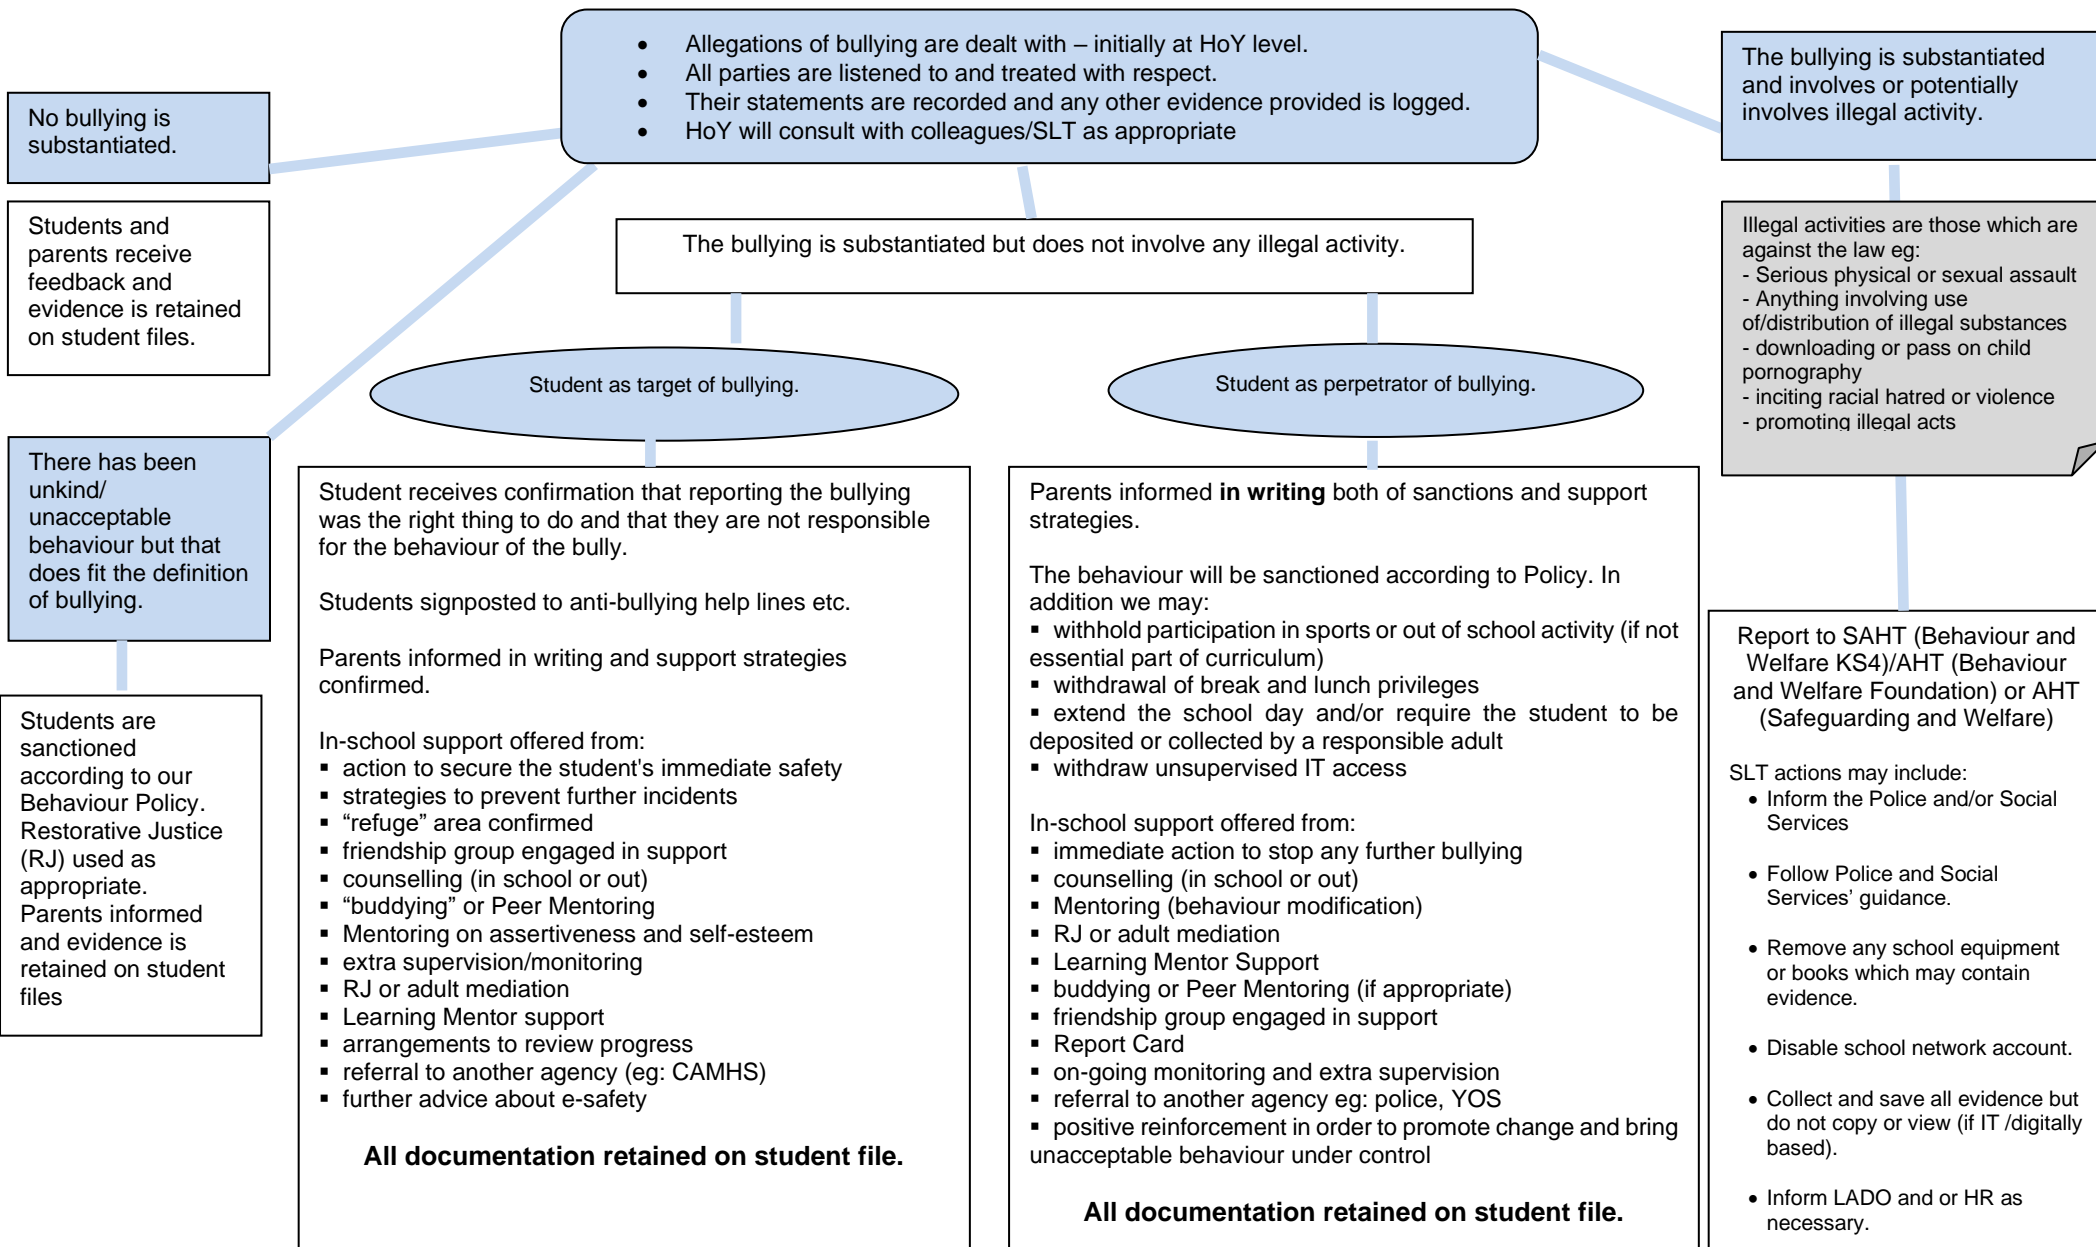 • Allegations of bullying are dealt with – initially at HoY level.
• All parties are listened to and treated with respect.
• Their statements are recorded and any other evidence provided is logged.
• HoY will consult with colleagues/SLT as appropriate
No bullying is
substantiated.
Students and
parents receive
feedback and
evidence is retained
on student files.
There has been
unkind/
unacceptable
behaviour but that
does fit the definition
of bullying.
Students are
sanctioned
according to our
Behaviour Policy.
Restorative Justice
(RJ) used as
appropriate.
Parents informed
and evidence is
retained on student
files
The bullying is substantiated but does not involve any illegal activity.
Student as target of bullying.
Student receives confirmation that reporting the bullying
was the right thing to do and that they are not responsible
for the behaviour of the bully.
Students signposted to anti-bullying help lines etc.
Parents informed in writing and support strategies
confirmed.
In-school support offered from:
▪ action to secure the student's immediate safety
▪ strategies to prevent further incidents
▪ “refuge” area confirmed
▪ friendship group engaged in support
▪ counselling (in school or out)
▪ “buddying” or Peer Mentoring
▪ Mentoring on assertiveness and self-esteem
▪ extra supervision/monitoring
▪ RJ or adult mediation
▪ Learning Mentor support
▪ arrangements to review progress
▪ referral to another agency (eg: CAMHS)
▪ further advice about e-safety
All documentation retained on student file.
Student as perpetrator of bullying.
Parents informed in writing both of sanctions and support
strategies.
The behaviour will be sanctioned according to Policy. In
addition we may:
▪ withhold participation in sports or out of school activity (if not
essential part of curriculum)
▪ withdrawal of break and lunch privileges
▪ extend the school day and/or require the student to be
deposited or collected by a responsible adult
▪ withdraw unsupervised IT access
In-school support offered from:
▪ immediate action to stop any further bullying
▪ counselling (in school or out)
▪ Mentoring (behaviour modification)
▪ RJ or adult mediation
▪ Learning Mentor Support
▪ buddying or Peer Mentoring (if appropriate)
▪ friendship group engaged in support
▪ Report Card
▪ on-going monitoring and extra supervision
▪ referral to another agency eg: police, YOS
▪ positive reinforcement in order to promote change and bring
unacceptable behaviour under control
All documentation retained on student file.
The bullying is substantiated
and involves or potentially
involves illegal activity.
Illegal activities are those which are
against the law eg:
- Serious physical or sexual assault
- Anything involving use
of/distribution of illegal substances
- downloading or pass on child
pornography
- inciting racial hatred or violence
- promoting illegal acts
Report to SAHT (Behaviour and
Welfare KS4)/AHT (Behaviour
and Welfare Foundation) or AHT
(Safeguarding and Welfare)
SLT actions may include:
• Inform the Police and/or Social
Services
• Follow Police and Social
Services’ guidance.
• Remove any school equipment
or books which may contain
evidence.
• Disable school network account.
• Collect and save all evidence but
do not copy or view (if IT /digitally
based).
• Inform LADO and or HR as
necessary.